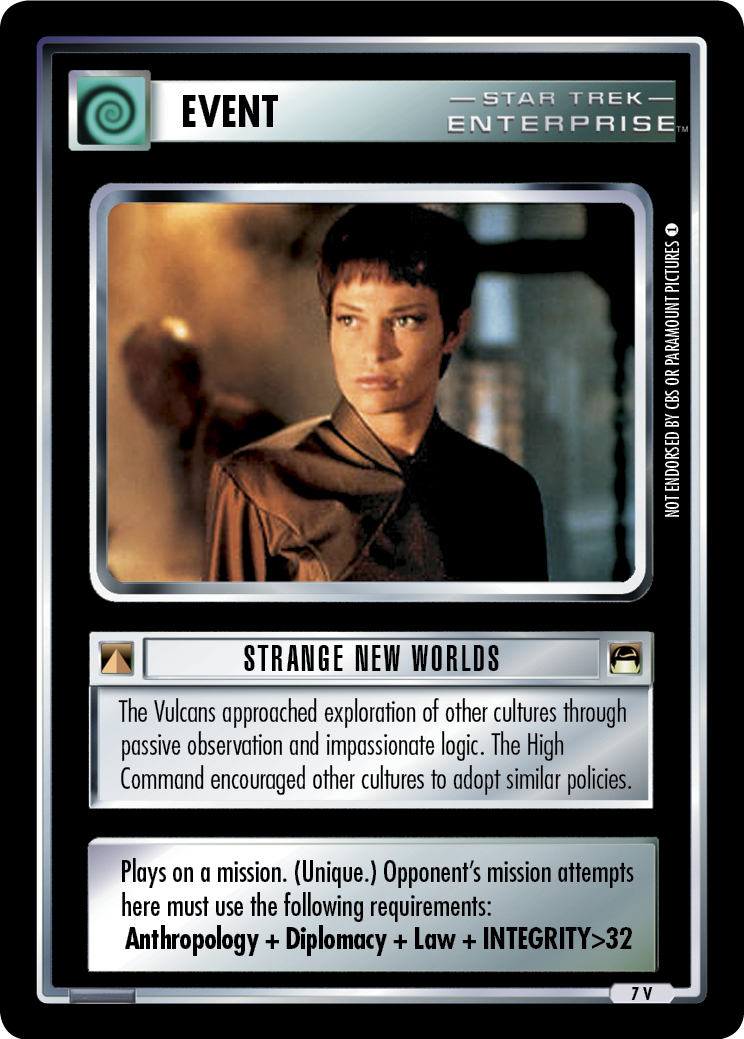 EVENT
— STAR TREK —
ENTERPRISE™
NOT ENDORSED BY CBS OR PARAMOUNT PICTURES 1
STRANGE NEW WORLDS
The Vulcans approached exploration of other cultures through
passive observation and impassionate logic. The High
Command encouraged other cultures to adopt similar policies.
Plays on a mission. (Unique.) Opponent's mission attempts
here must use the following requirements:
Anthropology + Diplomacy + Law + INTEGRITY>32
7 V